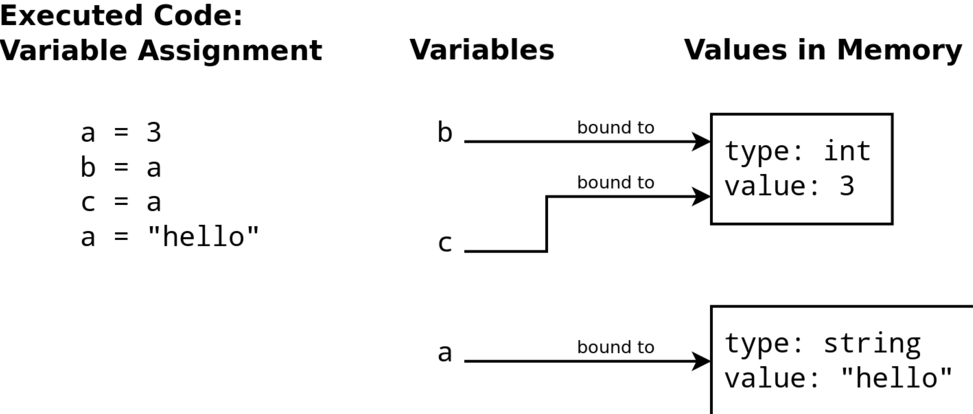 Executed Code:
Variable Assignment
Variables
Values in Memory
a = 3
b = a
c = a
a = "hello"
b
bound to
c
bound to
type: int
value: 3
a
bound to
type: string
value: "hello"